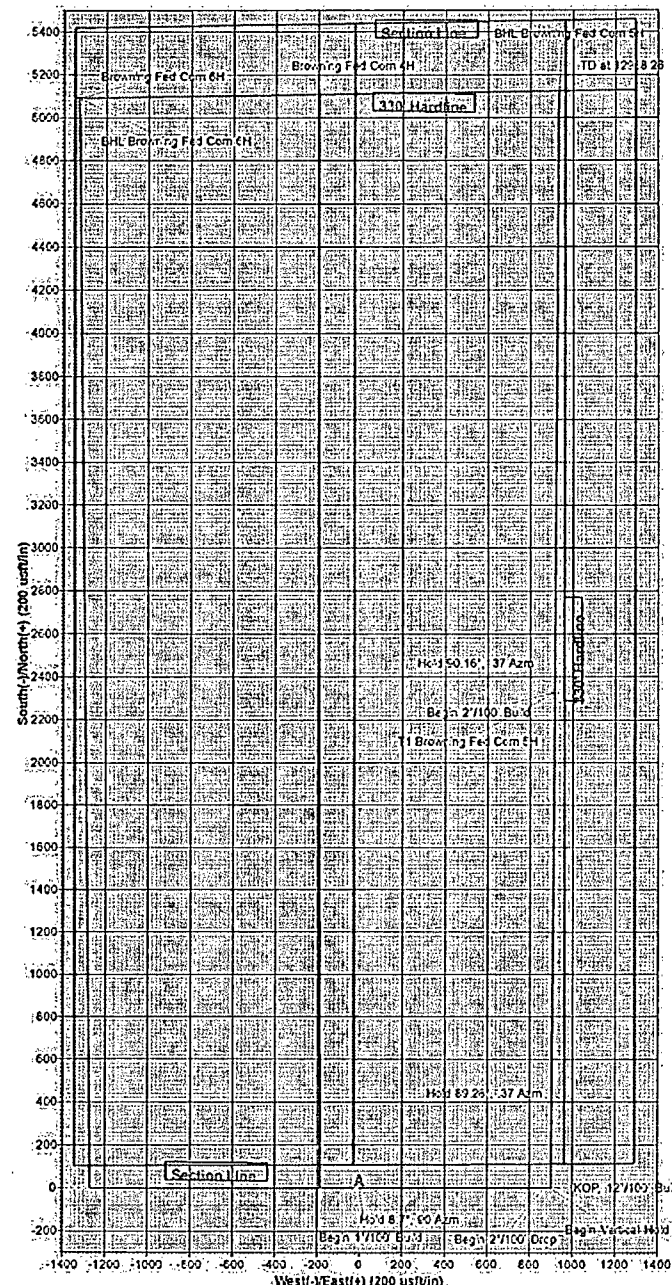 Section Line
BHL Browning Fed Com 5H
Browning Fed Com 4H
TD at 12
Browning Fed Com 6H
330' Hardline
BHL Browning Fed Com 6H
5400
5200
5000
4800
4600
4400
4200
4000
3800
3600
3400
3200
3000
2800
2600
2400
2200
2000
1800
1600
1400
1200
1000
800
600
400
200
0
-200
South(-)/North(+) (200 usft/in)
330' Hardline
Hold 90.16°, .37 Azm
Begin 2°/100' Build
T1 Browning Fed Com 5H
Hold 89.26°, .37 Azm
Section Line
A
KOP, 12°/100' Bu
Hold 8.7°, 90 Azm
Begin Vertical Hold
Begin 1°/100' Build
Begin 2°/100' Drop
-1400 -1200 -1000 -800 -600 -400 -200 0 200 400 600 800 1000 1200 1400
West(-)/East(+) (200 usft/in)